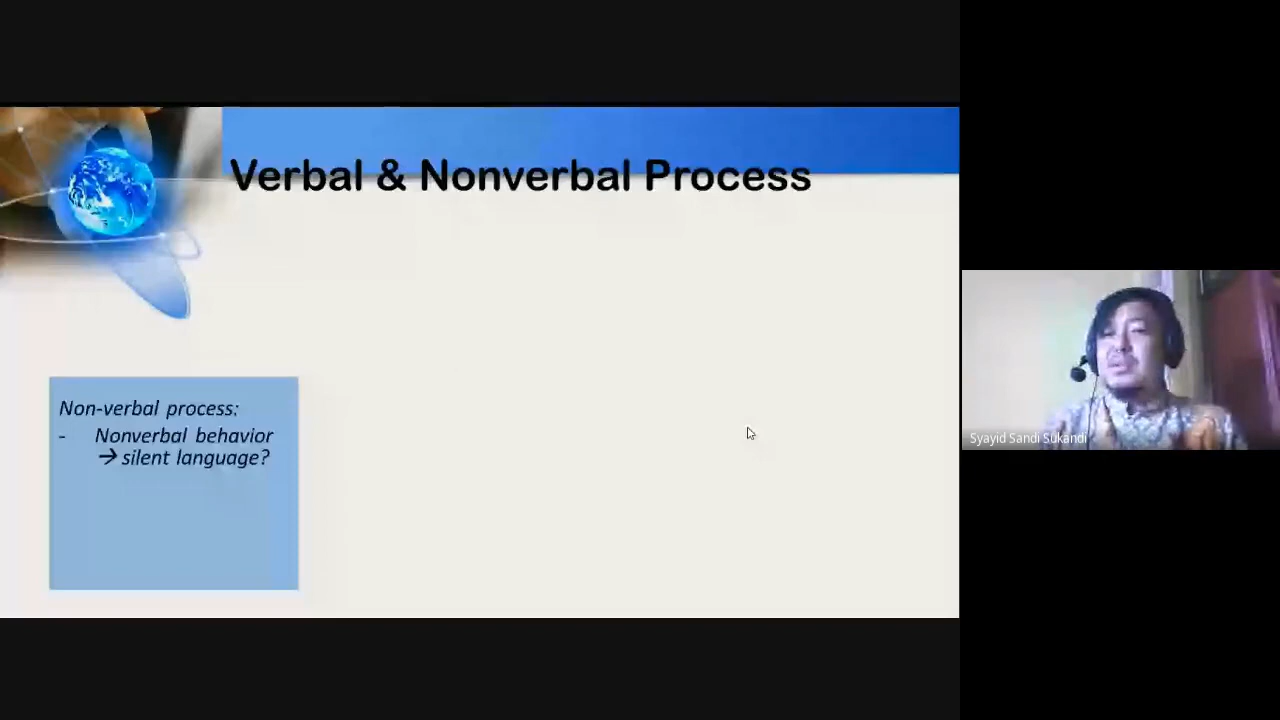 Verbal & Nonverbal Process
Non-verbal process:
- Nonverbal behavior
→ silent language?
Syayid Sandi Sukandi